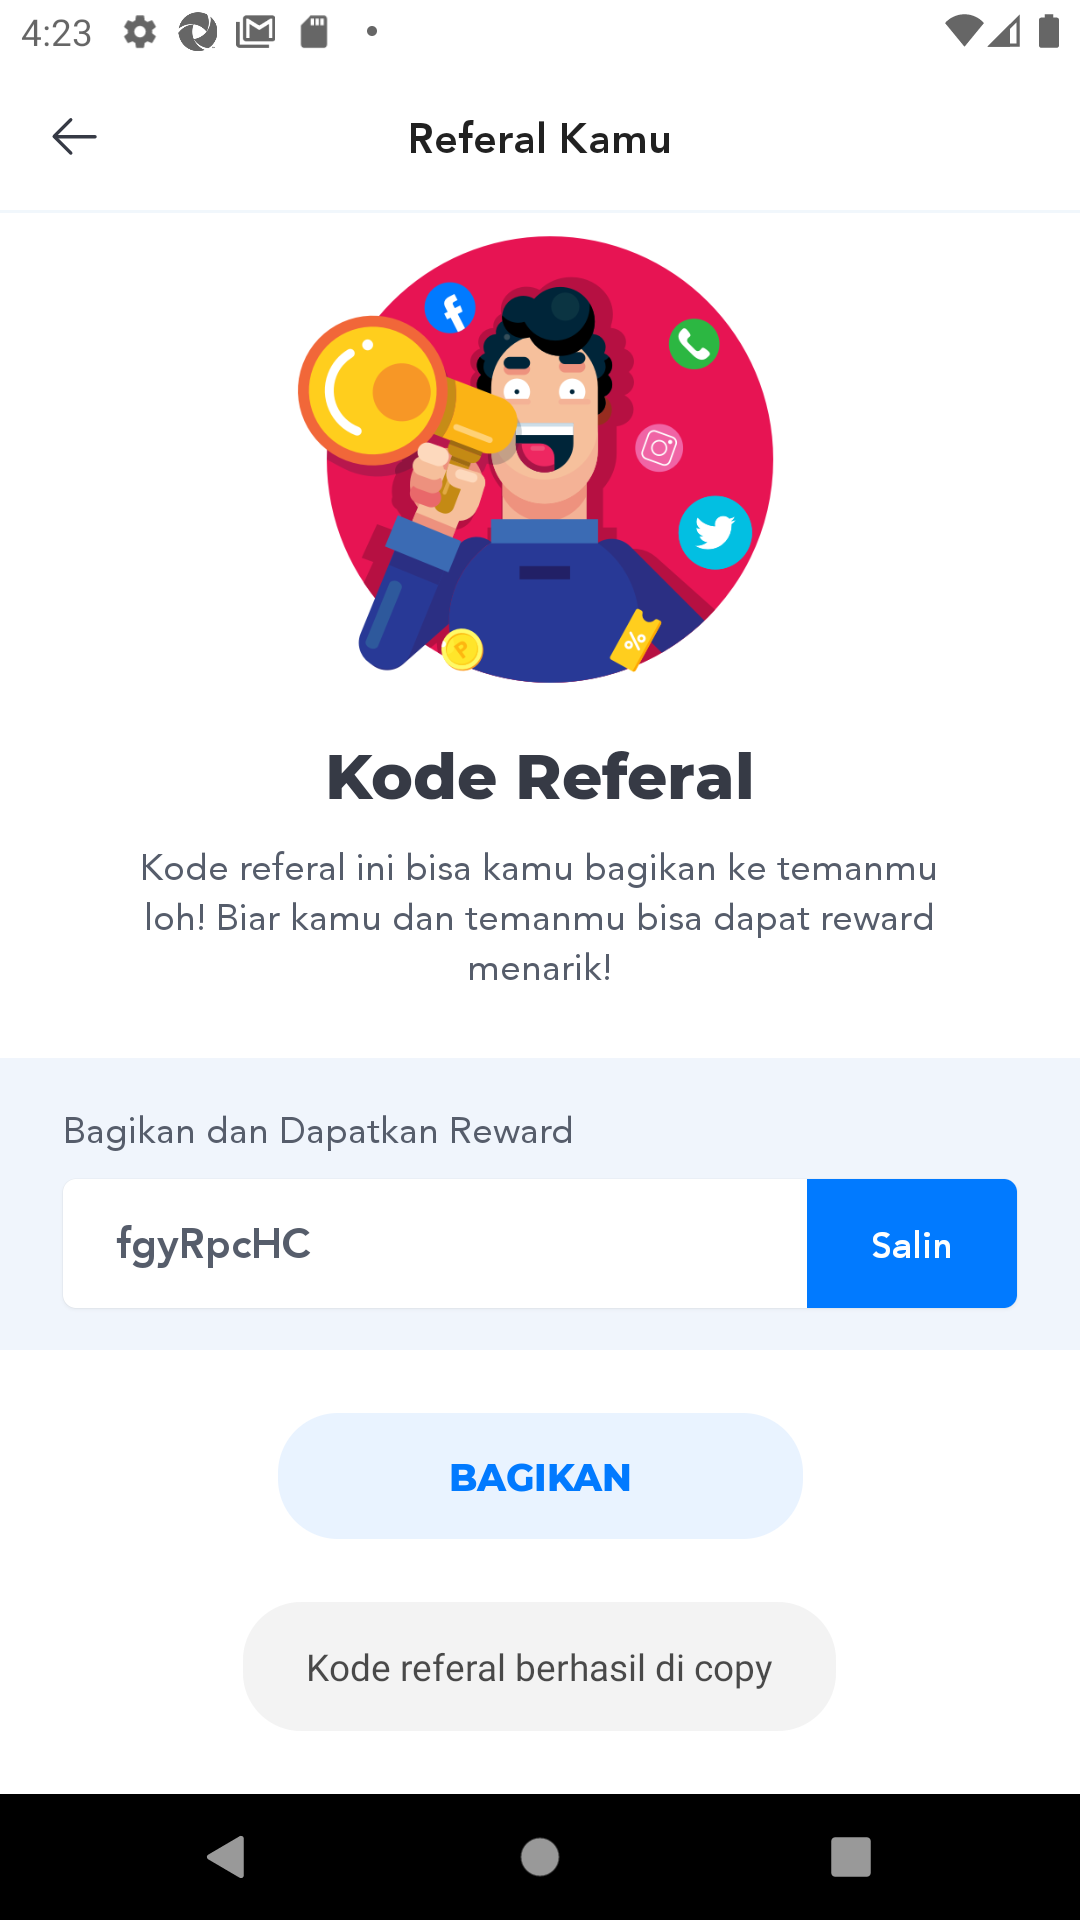 4:23
Referal Kamu
Kode Referal
Kode referal ini bisa kamu bagikan ke temanmu
loh! Biar kamu dan temanmu bisa dapat reward
menarik!
Bagikan dan Dapatkan Reward
fgyRpcHC
Salin
BAGIKAN
Kode referal berhasil di copy